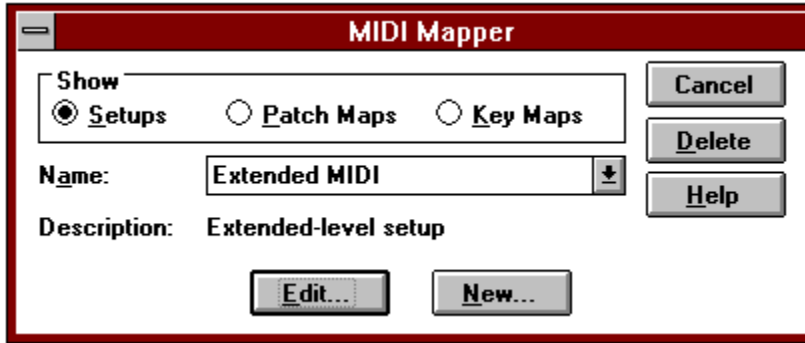 MIDI Mapper
Show
Setups Patch Maps Key Maps
Name: Extended MIDI
Description: Extended-level setup
Edit... New...
Cancel
Delete
Help